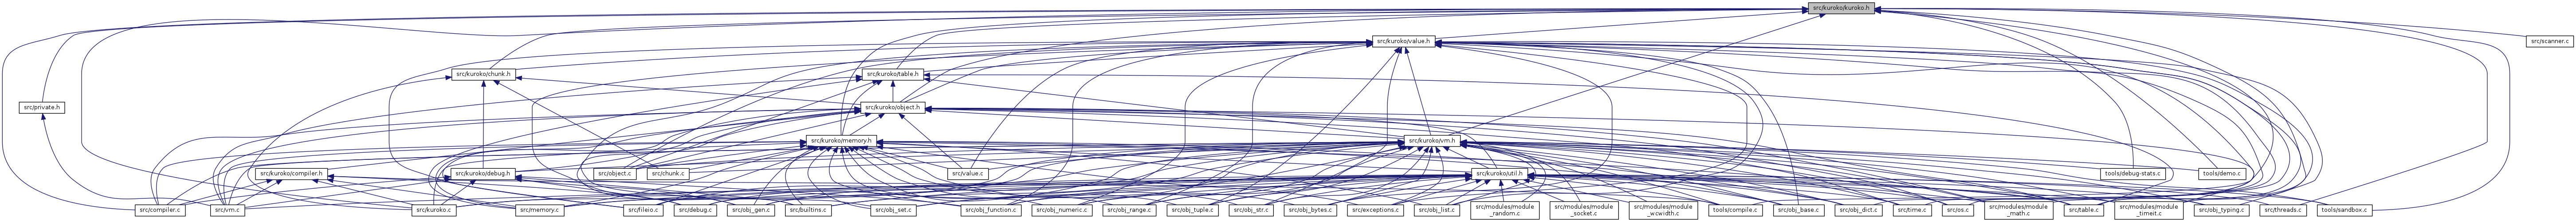 src/kuroko/kuroko.h
src/kuroko/value.h
src/scanner.c
src/kuroko/chunk.h
src/kuroko/table.h
src/private.h
src/kuroko/object.h
src/kuroko/memory.h
src/kuroko/vm.h
src/kuroko/compiler.h
src/kuroko/debug.h
src/object.c
src/chunk.c
src/value.c
src/kuroko/util.h
tools/debug-stats.c
tools/demo.c
src/compiler.c
src/vm.c
src/kuroko.c
src/memory.c
src/fileio.c
src/debug.c
src/obj_gen.c
src/builtins.c
src/obj_set.c
src/obj_function.c
src/obj_numeric.c
src/obj_range.c
src/obj_tuple.c
src/obj_str.c
src/obj_bytes.c
src/exceptions.c
src/obj_list.c
src/modules/module
_random.c
src/modules/module
_socket.c
src/modules/module
_wcwidth.c
tools/compile.c
src/obj_base.c
src/obj_dict.c
src/time.c
src/os.c
src/modules/module
_math.c
src/table.c
src/modules/module
_timeit.c
src/obj_typing.c
src/threads.c
tools/sandbox.c